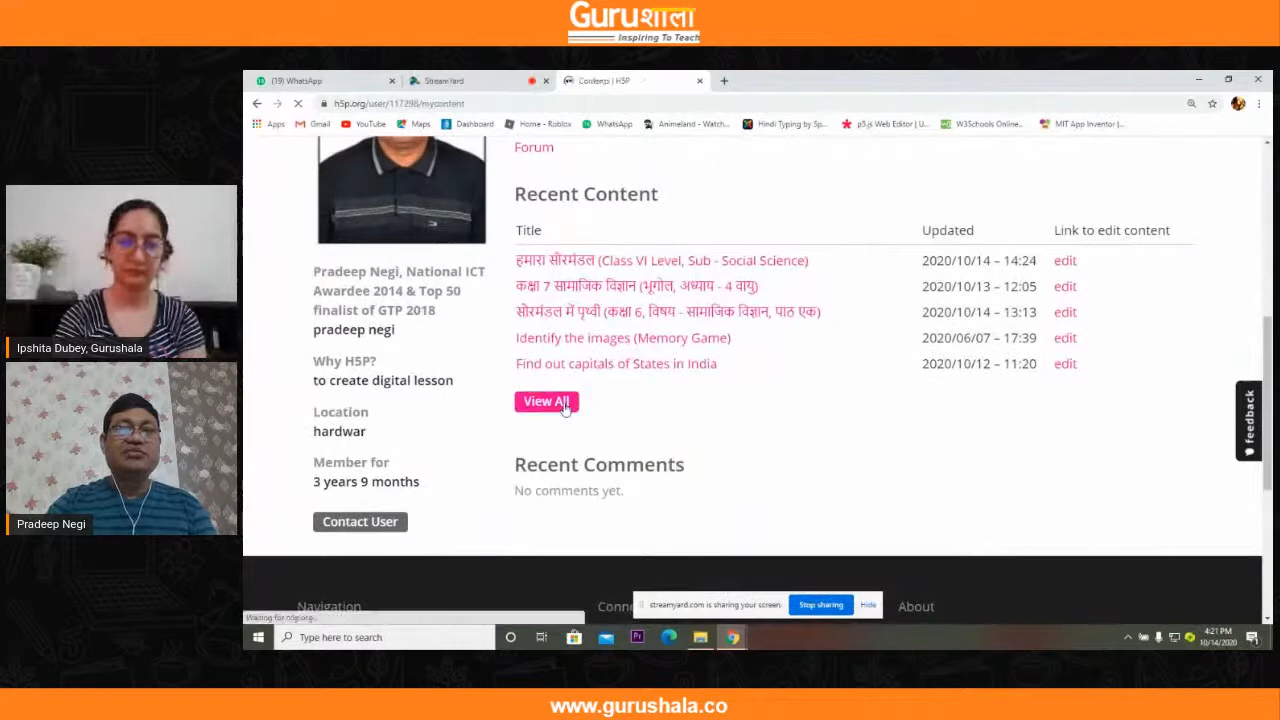 Guruशाला
Inspiring To Teach
(19) WhatsApp
StreamYard
Content | H5P
h5p.org/user/117298/mycontent
Apps
Gmail
YouTube
Maps
Dashboard
Home - Roblox
WhatsApp
Animeland - Watch...
Hindi Typing by Sp...
p5.js Web Editor | U...
W3Schools Online...
MIT App Inventor |...
Forum
Recent Content
Title
Updated
Link to edit content
हमारा सौरमंडल (Class VI Level, Sub - Social Science)
2020/10/14 – 14:24
edit
कक्षा 7 सामाजिक विज्ञान (भूगोल, अध्याय - 4 वायु)
2020/10/13 – 12:05
edit
सौरमंडल में पृथ्वी (कक्षा 6, विषय - सामाजिक विज्ञान, पाठ एक)
2020/10/14 – 13:13
edit
Identify the images (Memory Game)
2020/06/07 – 17:39
edit
Find out capitals of States in India
2020/10/12 – 11:20
edit
View All
Recent Comments
No comments yet.
Pradeep Negi, National ICT
Awardee 2014 & Top 50
finalist of GTP 2018
pradeep negi
Why H5P?
to create digital lesson
Location
hardwar
Member for
3 years 9 months
Contact User
feedback
Ipshita Dubey, Gurushala
Pradeep Negi
Navigation
About
streamyard.com is sharing your screen.
Stop sharing
Hide
Type here to search
Pr
4:21 PM
10/14/2020
www.gurushala.co